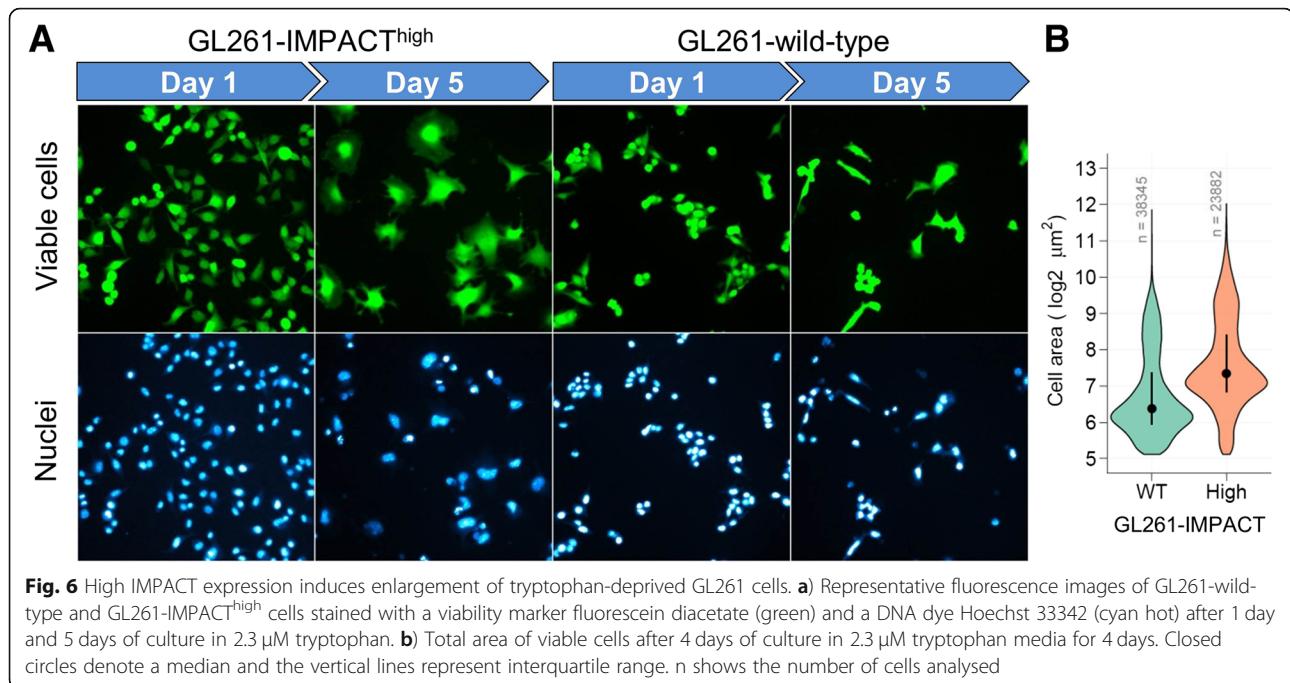 A
B
GL261-IMPACThigh
GL261-wild-type
Day 1
Day 5
Day 1
Day 5
Viable cells
Nuclei
Cell area (log2 μm2)
13
12
11
10
9
8
7
6
5
n = 38345
n = 23882
WT
High
GL261-IMPACT
Fig. 6 High IMPACT expression induces enlargement of tryptophan-deprived GL261 cells. a) Representative fluorescence images of GL261-wild-
type and GL261-IMPACThigh cells stained with a viability marker fluorescein diacetate (green) and a DNA dye Hoechst 33342 (cyan hot) after 1 day
and 5 days of culture in 2.3 μM tryptophan. b) Total area of viable cells after 4 days of culture in 2.3 μM tryptophan media for 4 days. Closed
circles denote a median and the vertical lines represent interquartile range. n shows the number of cells analysed